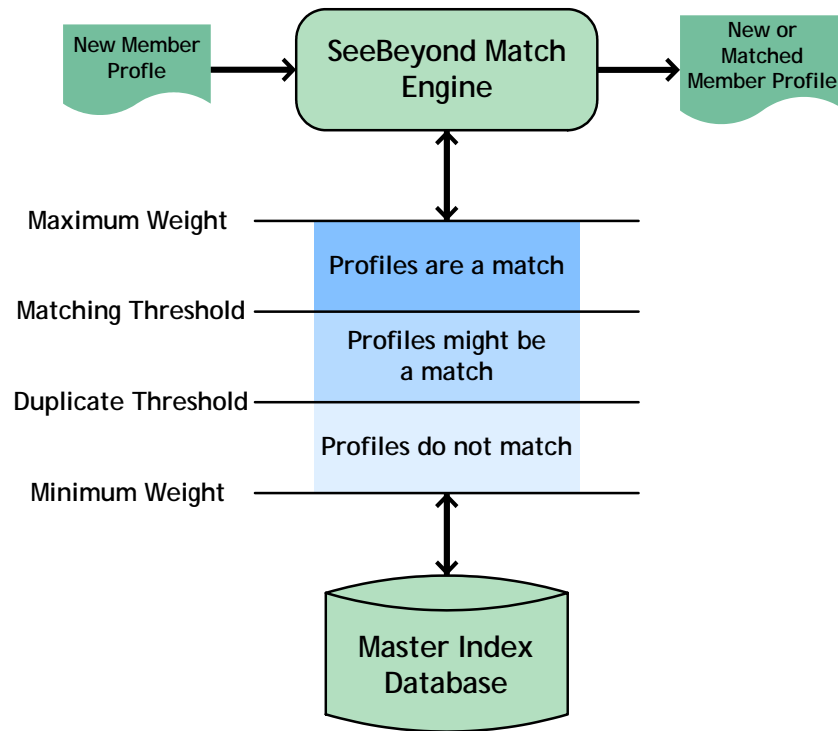 New Member
Profle
SeeBeyond Match
Engine
New or
Matched
Member Profile
Maximum Weight
Profiles are a match
Matching Threshold
Profiles might be
a match
Duplicate Threshold
Profiles do not match
Minimum Weight
Master Index
Database